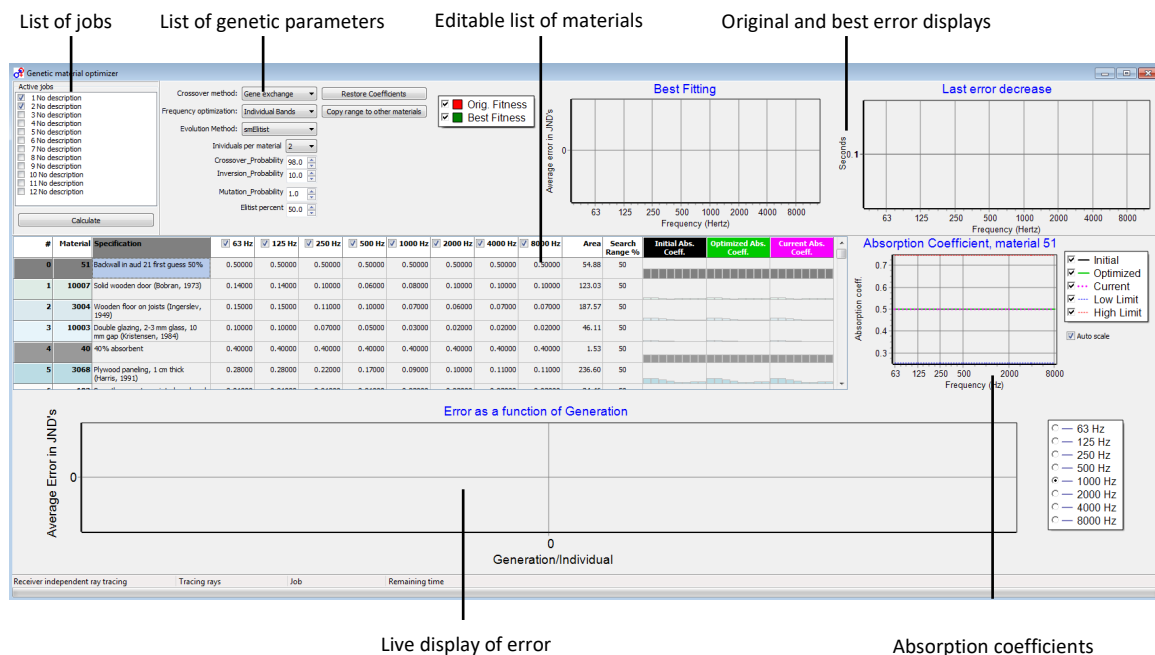 List of jobs
List of genetic parameters
Editable list of materials
Original and best error displays
Genetic material optimizer
Active jobs
1 No description
2 No description
3 No description
4 No description
5 No description
6 No description
7 No description
8 No description
9 No description
10 No description
11 No description
12 No description
Calculate
Crossover method: Gene exchange
Restore Coefficients
Frequency optimization: Individual Bands
Copy range to other materials
Evolution Method: smElitist
Inividuals per material 2
Crossover_Probability 98.0
Inversion_Probability 10.0
Mutation_Probability 1.0
Elitist percent 50.0
Orig. Fitness
Best Fitness
Best Fitting
Average error in JND's
0
63 125 250 500 1000 2000 4000 8000
Frequency (Hertz)
Last error decrease
Seconds
0.1
63 125 250 500 1000 2000 4000 8000
Frequency (Hertz)
# Material Specification 63 Hz 125 Hz 250 Hz 500 Hz 1000 Hz 2000 Hz 4000 Hz 8000 Hz Area Search Range % Initial Abs. Coeff. Optimized Abs. Coeff. Current Abs. Coeff.
0 51 Backwall in aud 21 first guess 50% 0.50000 0.50000 0.50000 0.50000 0.50000 0.50000 0.50000 0.50000 54.88 50
1 10007 Solid wooden door (Bobran, 1973) 0.14000 0.14000 0.10000 0.06000 0.08000 0.10000 0.10000 0.10000 123.03 50
2 3004 Wooden floor on joists (Ingerslev, 1949) 0.15000 0.15000 0.11000 0.10000 0.07000 0.06000 0.07000 0.07000 187.57 50
3 10003 Double glazing, 2-3 mm glass, 10 mm gap (Kristensen, 1984) 0.10000 0.10000 0.07000 0.05000 0.03000 0.02000 0.02000 0.02000 46.11 50
4 40 40% absorbent 0.40000 0.40000 0.40000 0.40000 0.40000 0.40000 0.40000 0.40000 1.53 50
5 3068 Plywood paneling, 1 cm thick (Harris, 1991) 0.28000 0.28000 0.22000 0.17000 0.09000 0.10000 0.11000 0.11000 236.60 50
Absorption Coefficient, material 51
Absorption coeff.
0.7
0.6
0.5
0.4
0.3
63 125 250 500 2000 8000
Frequency (Hz)
Initial
Optimized
Current
Low Limit
High Limit
Auto scale
Error as a function of Generation
Average Error in JND's
0
0
Generation/Individual
63 Hz
125 Hz
250 Hz
500 Hz
1000 Hz
2000 Hz
4000 Hz
8000 Hz
Receiver independent ray tracing
Tracing rays
Job
Remaining time
Live display of error
Absorption coefficients